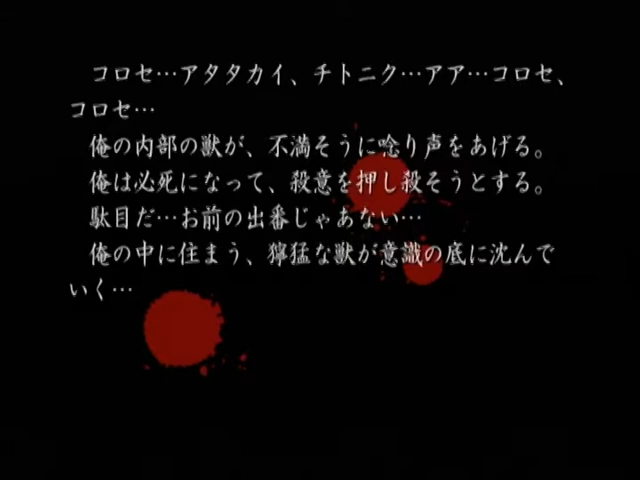 コロセ…アタタカイ、チトニク…アア…コロセ、
コロセ…
俺の内部の獣が、不満そうに唸り声をあげる。
俺は必死になって、殺意を押し殺そうとする。
駄目だ…お前の出番じゃあない…
俺の中に住まう、獰猛な獣が意識の底に沈んで
いく…